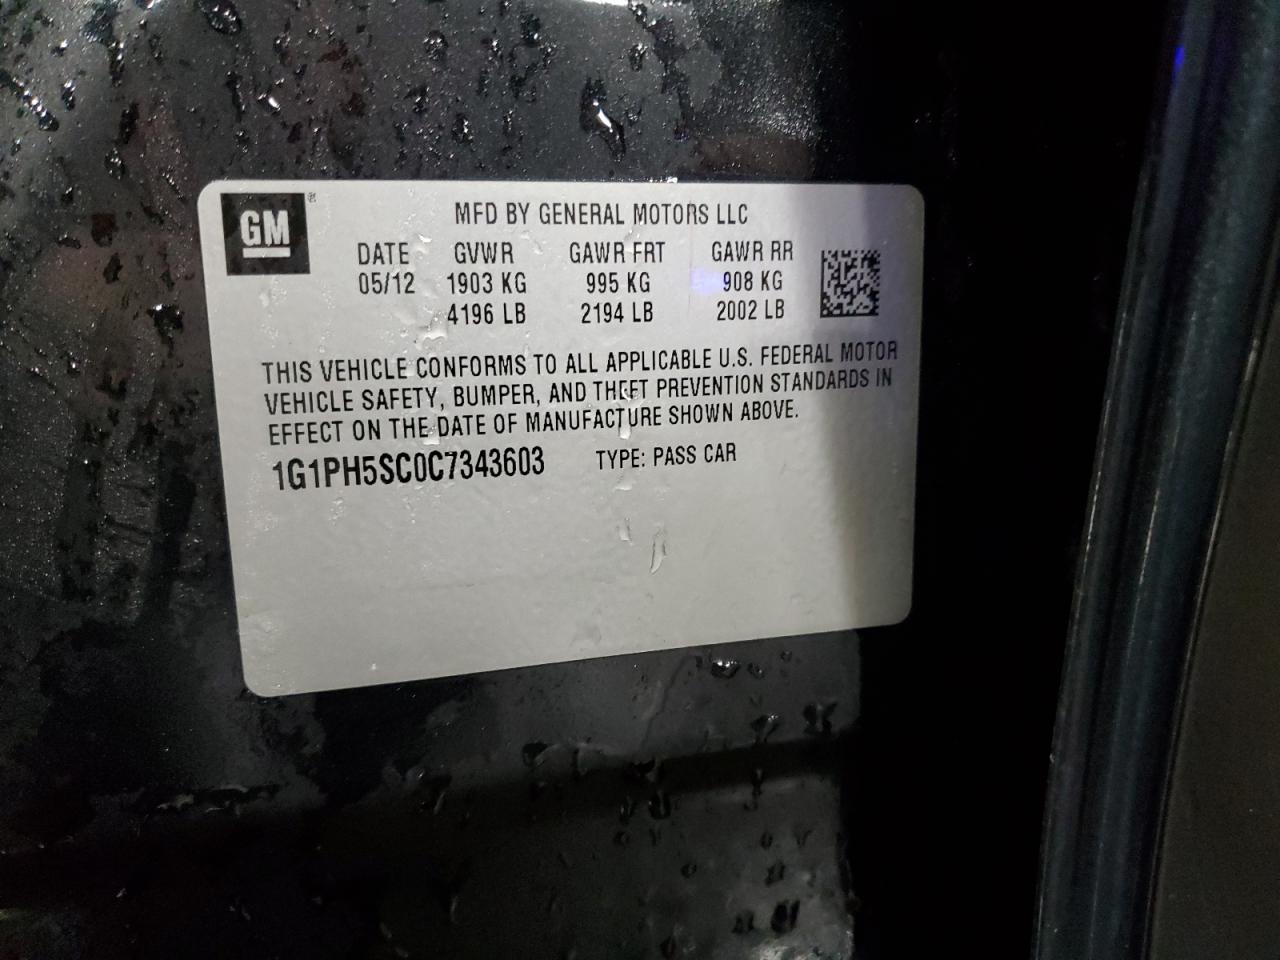 GM ®
MFD BY GENERAL MOTORS LLC
DATE GVWR GAWR FRT GAWR RR
05/12 1903 KG 995 KG 908 KG
4196 LB 2194 LB 2002 LB
THIS VEHICLE CONFORMS TO ALL APPLICABLE U.S. FEDERAL MOTOR
VEHICLE SAFETY, BUMPER, AND THEFT PREVENTION STANDARDS IN
EFFECT ON THE DATE OF MANUFACTURE SHOWN ABOVE.
1G1PH5SC0C7343603 TYPE: PASS CAR